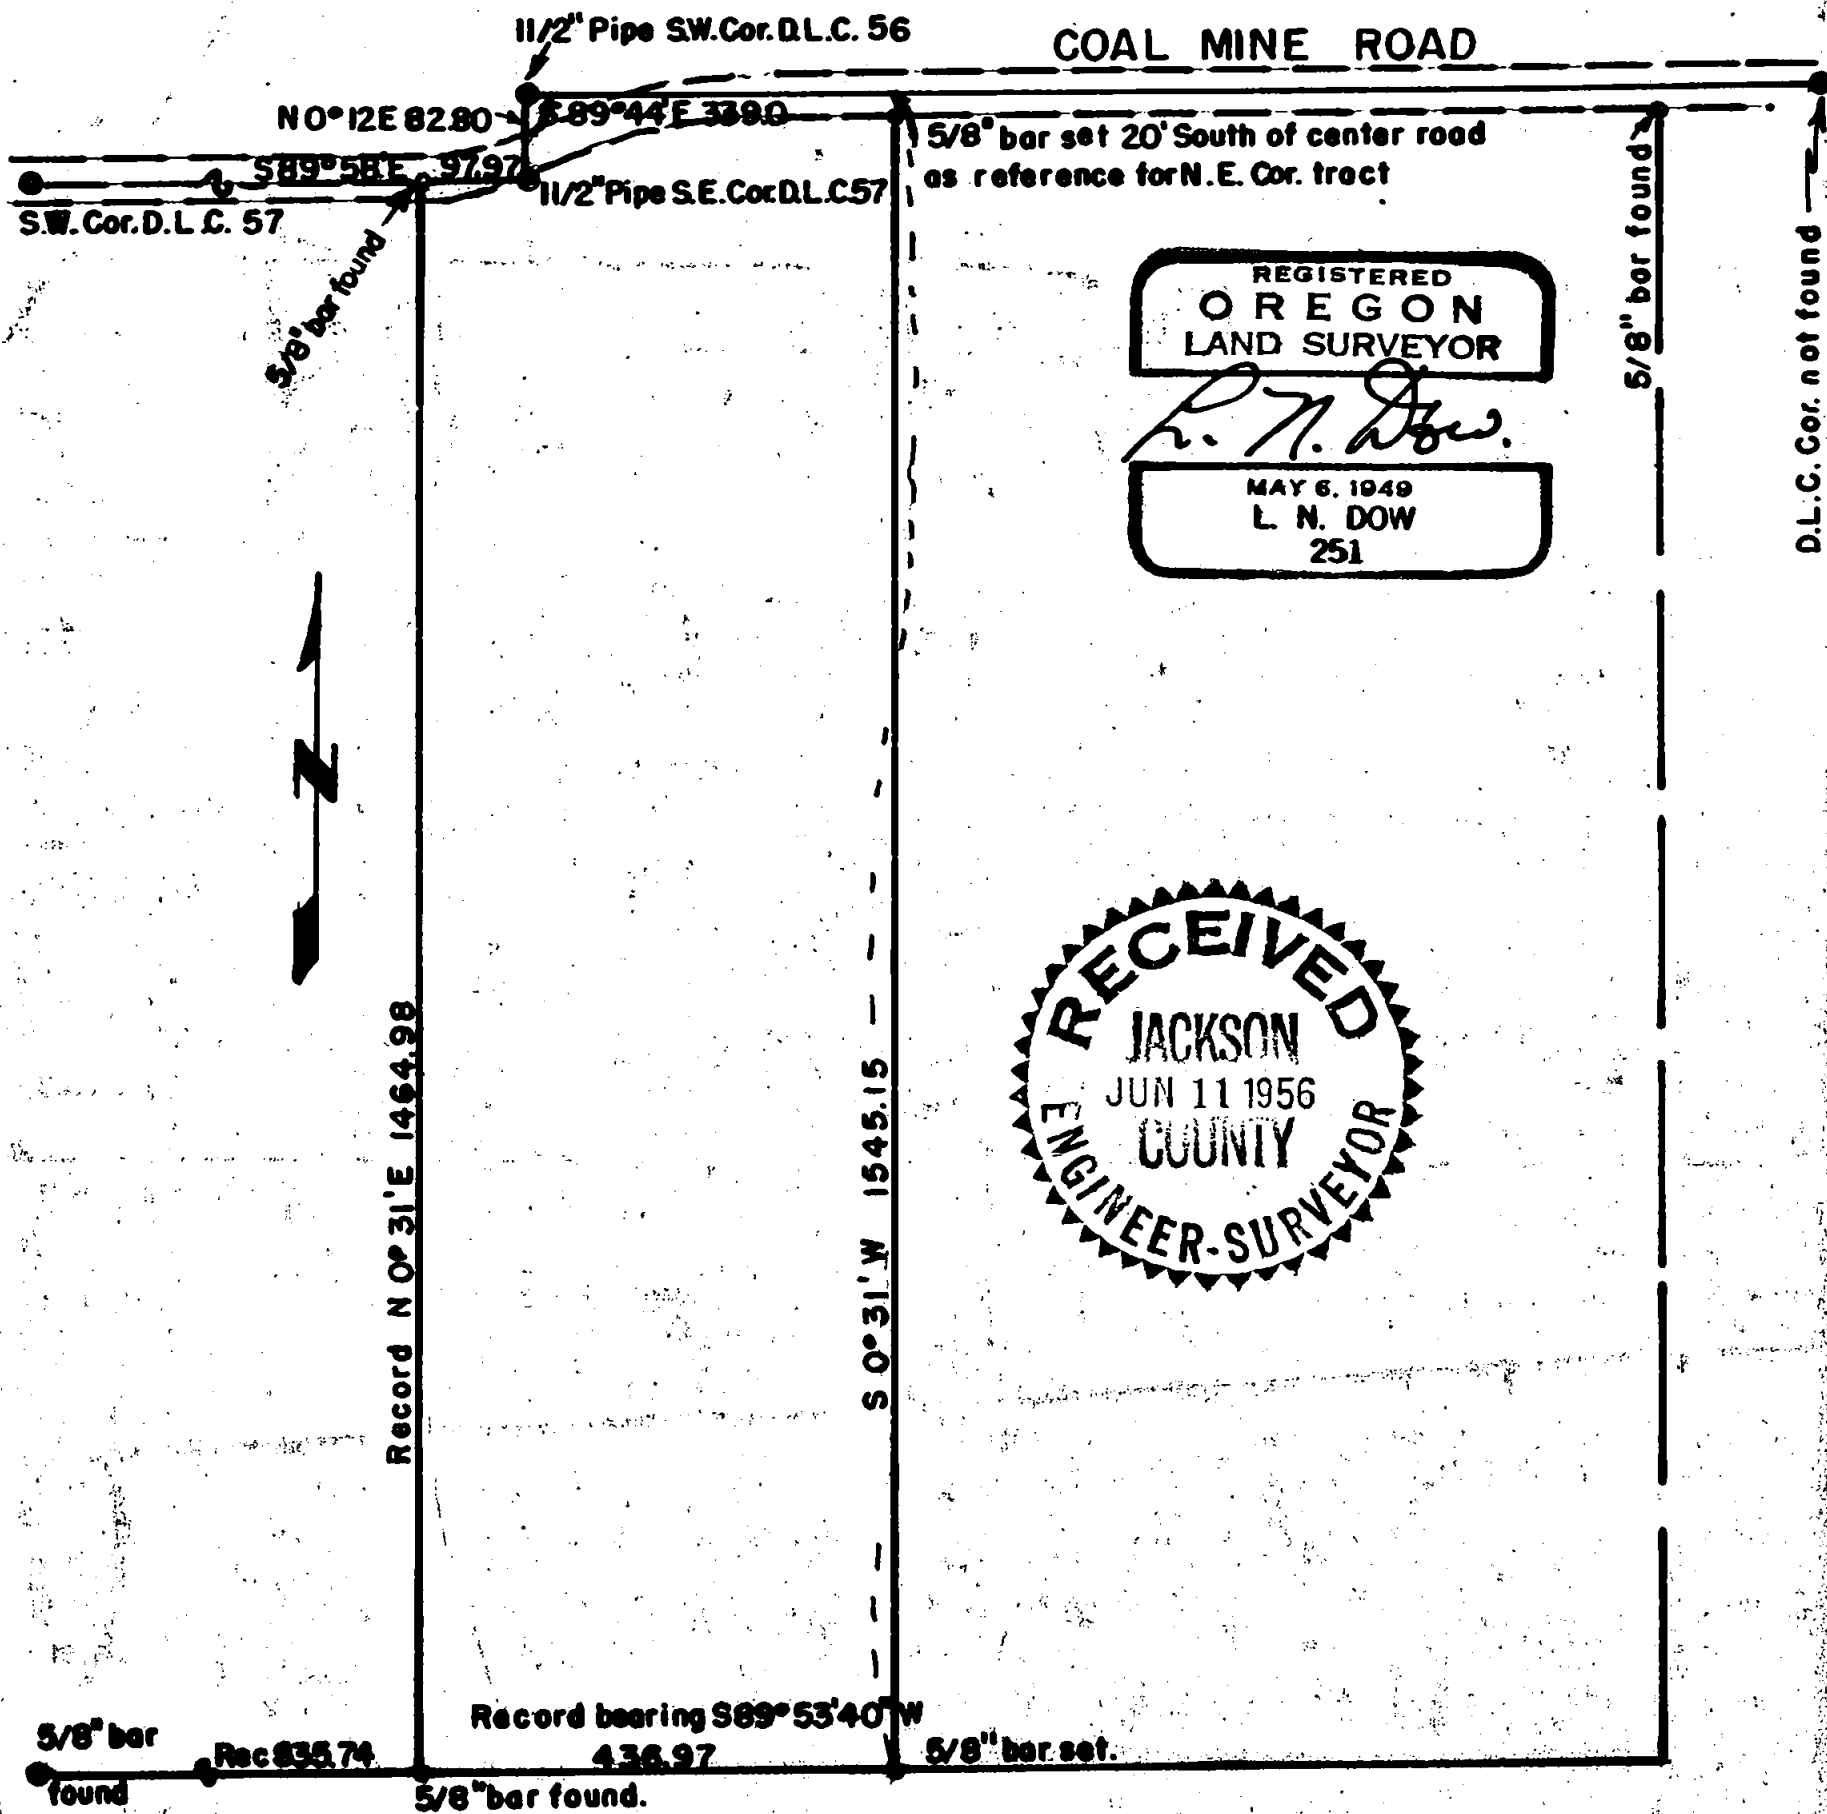 11/2" Pipe S.W. Cor. D.L.C. 56
COAL MINE ROAD
N 0° 12 E 82.80
S 89° 44' E 339.0
5/8" bar set 20' South of center road
as reference for N.E. Cor. tract
S 89° 58' E 97.97
11/2" Pipe S.E. Cor. D.L.C. 57
S.W. Cor. D.L.C. 57
5/8" bar found
5/8" bar found
D.L.C. Cor. not found
REGISTERED
OREGON
LAND SURVEYOR
L. N. Dow.
MAY 6, 1949
L. N. DOW
251
N
RECEIVED
JACKSON
JUN 11 1956
COUNTY
ENGINEER-SURVEYOR
Record N 0° 31' E 1464.98
S 0° 31' W 1545.15
Record bearing S 89° 53' 40" W
436.97
5/8" bar
found
Rec 835.74
5/8" bar found.
5/8" bar set.